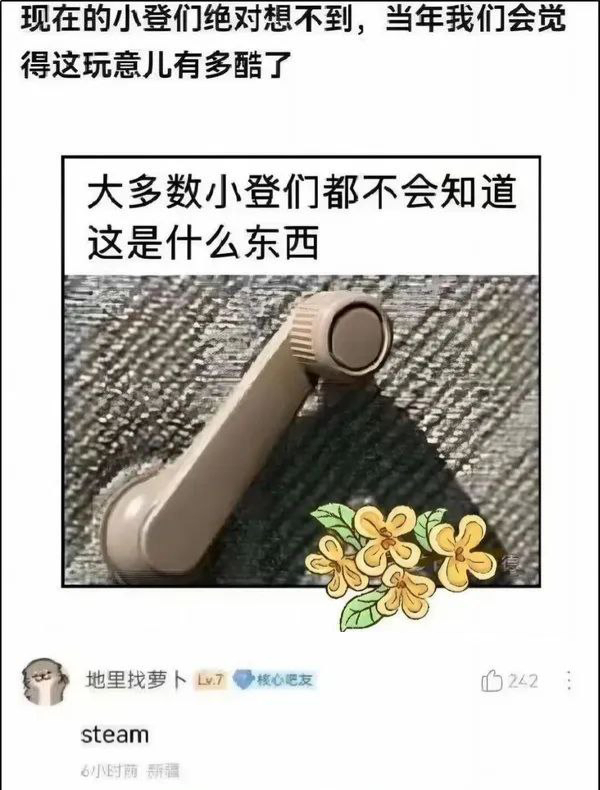 现在的小登们绝对想不到，当年我们会觉
得这玩意儿有多酷了
大多数小登们都不会知道
这是什么东西
地里找萝卜 Lv.7 核心吧友 242
steam
6小时前 新疆